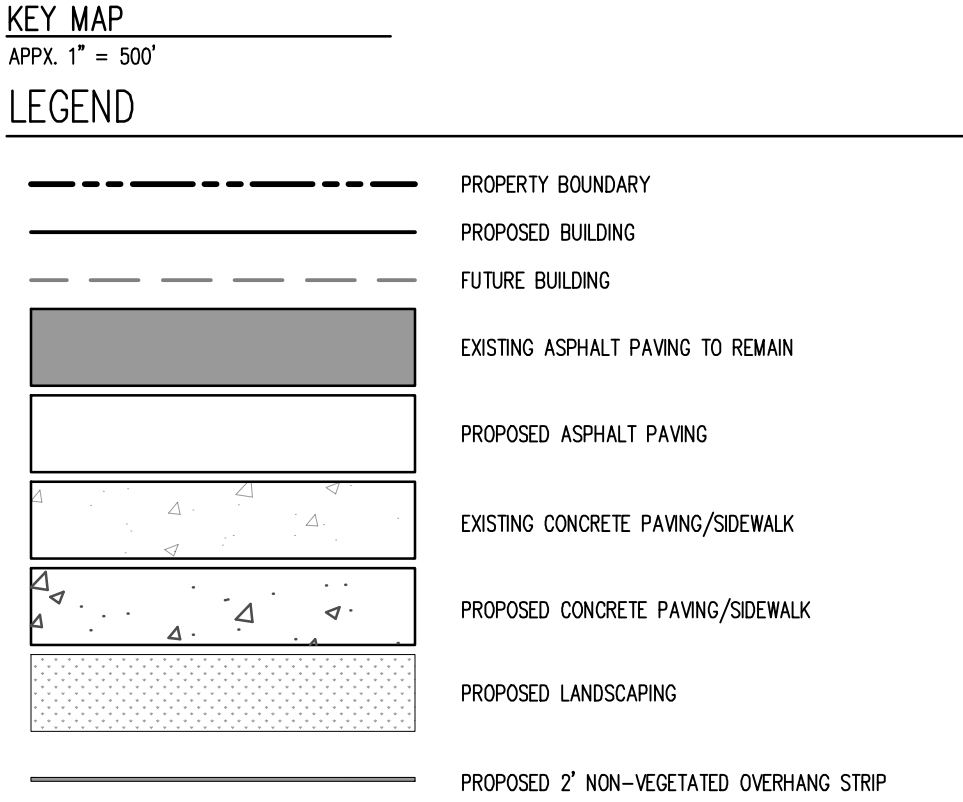 KEY MAP
APPX. 1" = 500'
LEGEND
PROPERTY BOUNDARY
PROPOSED BUILDING
FUTURE BUILDING
EXISTING ASPHALT PAVING TO REMAIN
PROPOSED ASPHALT PAVING
EXISTING CONCRETE PAVING/SIDEWALK
PROPOSED CONCRETE PAVING/SIDEWALK
PROPOSED LANDSCAPING
PROPOSED 2' NON-VEGETATED OVERHANG STRIP